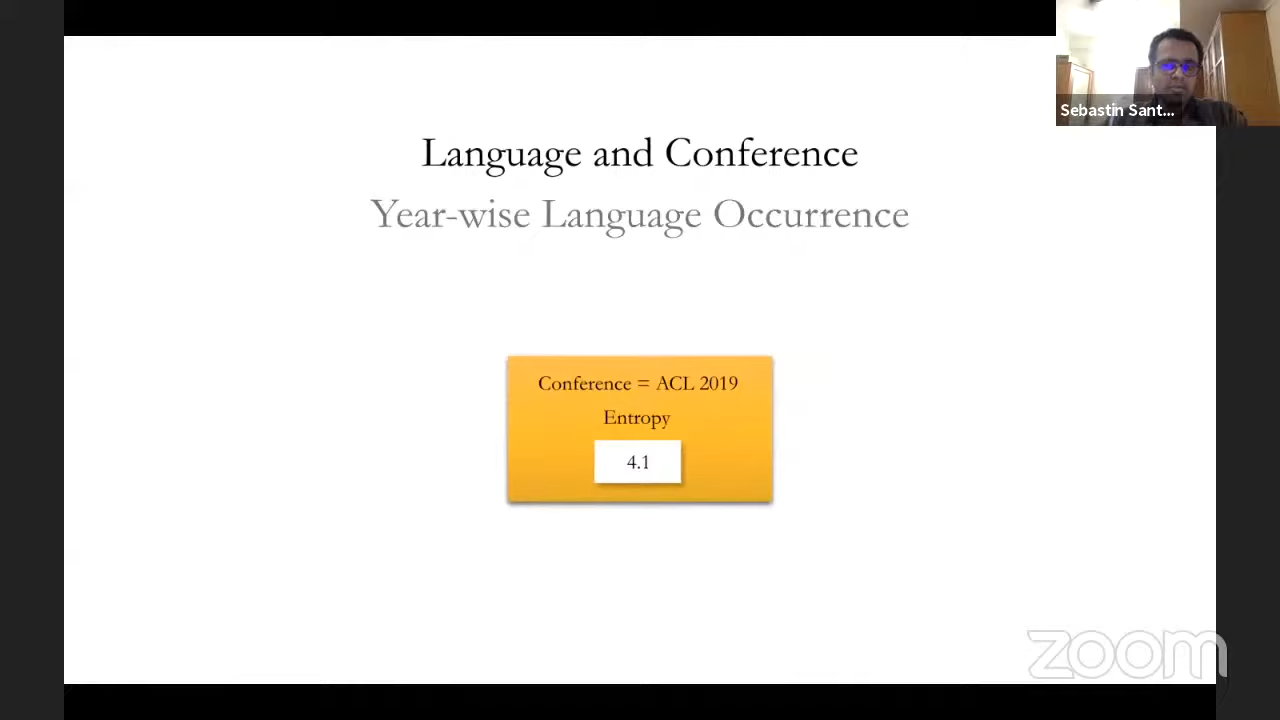 Sebastin Sant...
Language and Conference
Year-wise Language Occurrence
Conference = ACL 2019
Entropy
4.1
zoom